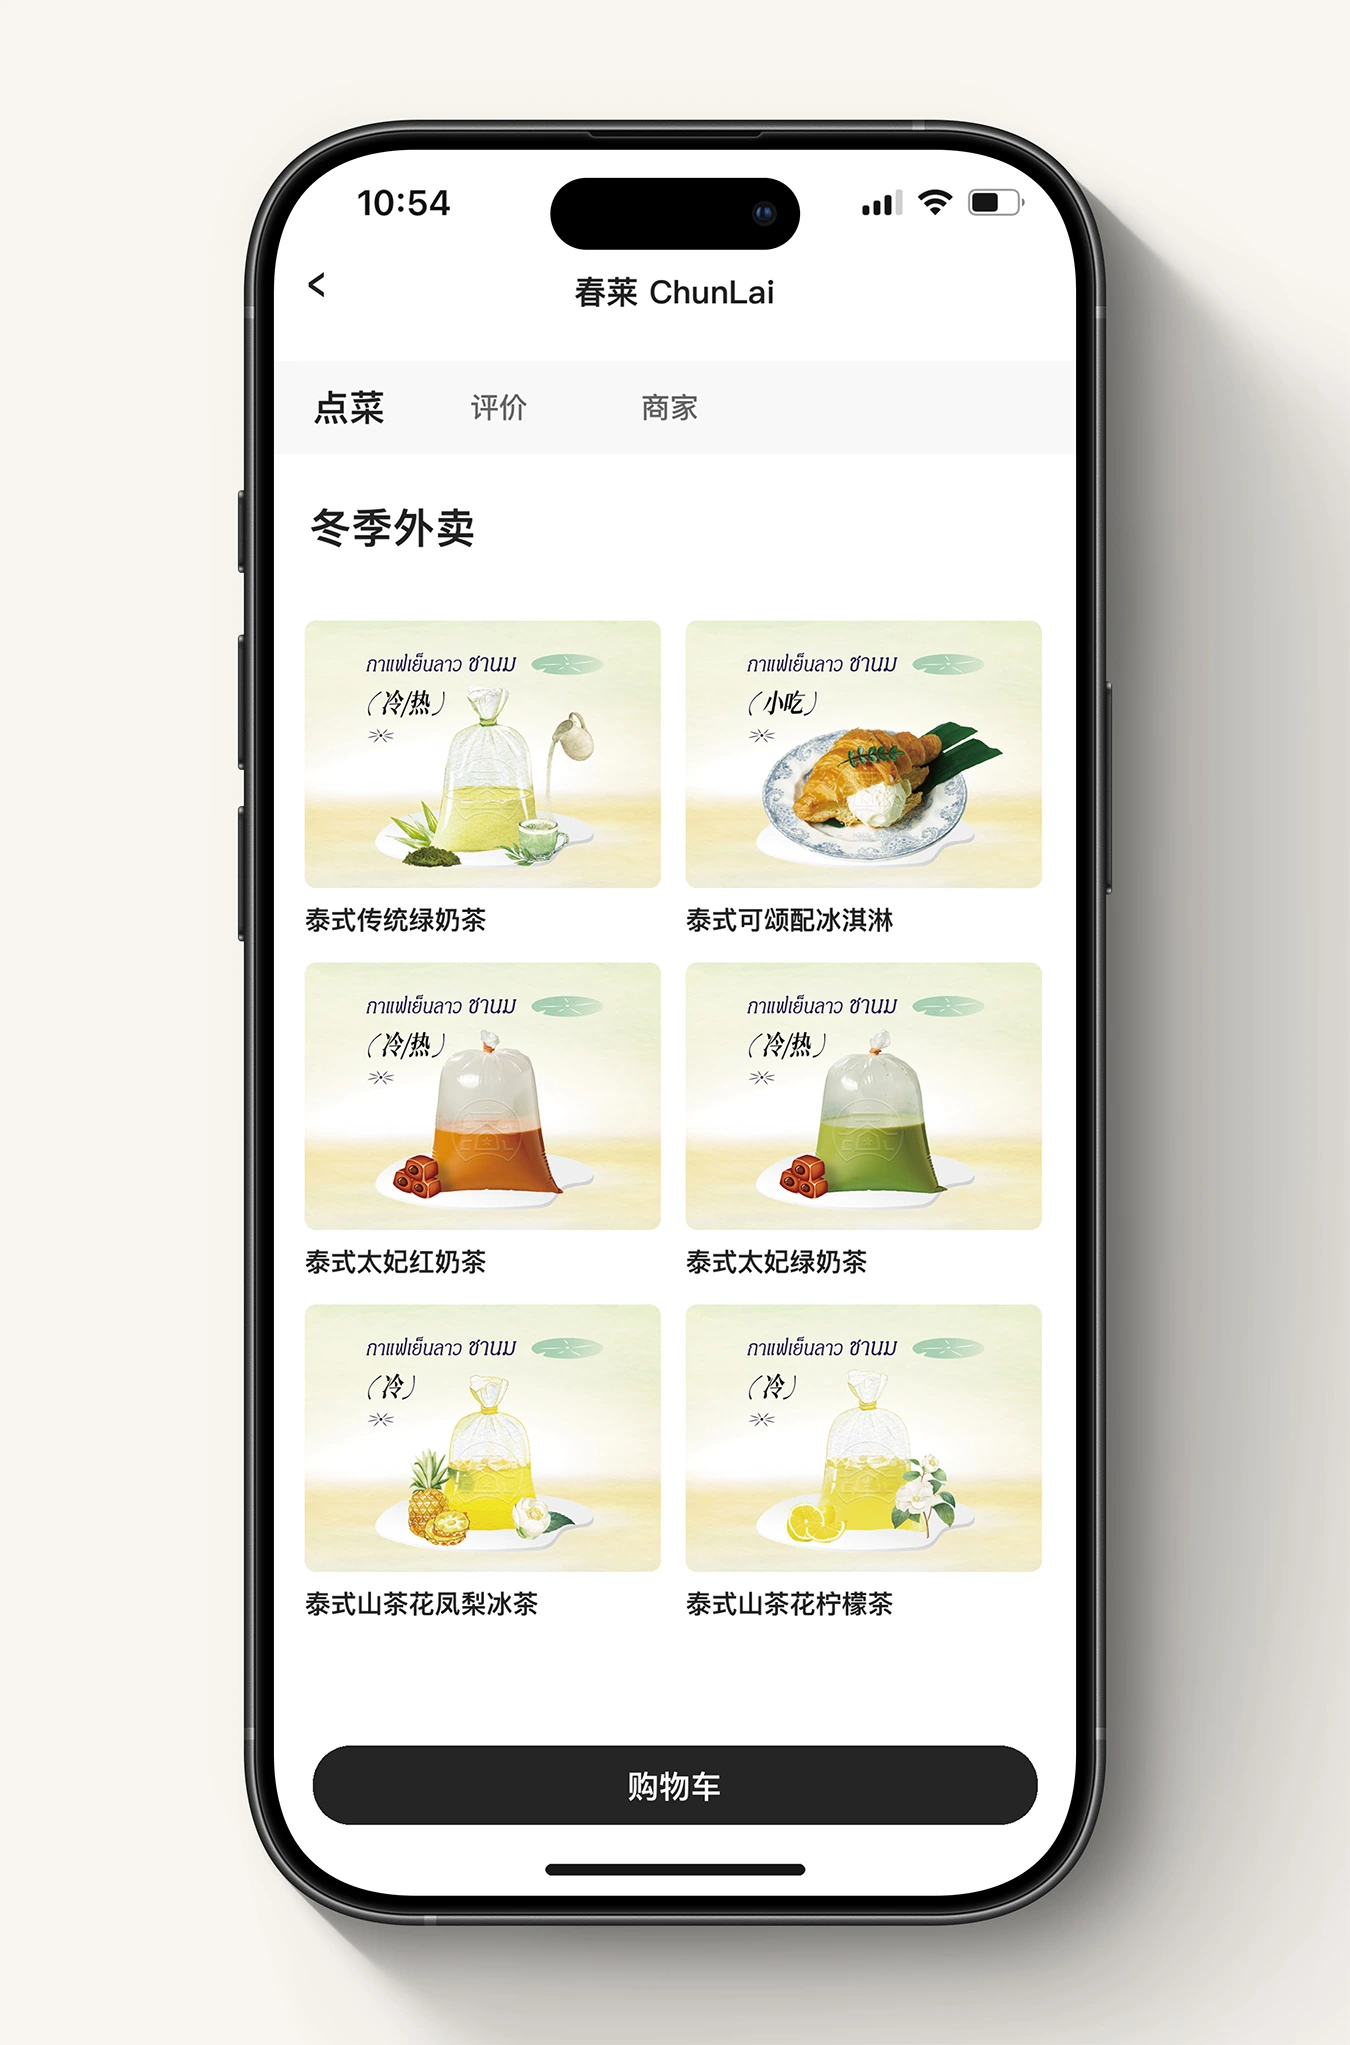 10:54
<
春莱 ChunLai
点菜 评价 商家
冬季外卖
กาแฟเย็นลาว ชานม
（冷/热）
泰式传统绿奶茶
กาแฟเย็นลาว ชานม
（小吃）
泰式可颂配冰淇淋
กาแฟเย็นลาว ชานม
（冷/热）
泰式太妃红奶茶
กาแฟเย็นลาว ชานม
（冷/热）
泰式太妃绿奶茶
กาแฟเย็นลาว ชานม
（冷）
泰式山茶花凤梨冰茶
กาแฟเย็นลาว ชานม
（冷）
泰式山茶花柠檬茶
购物车